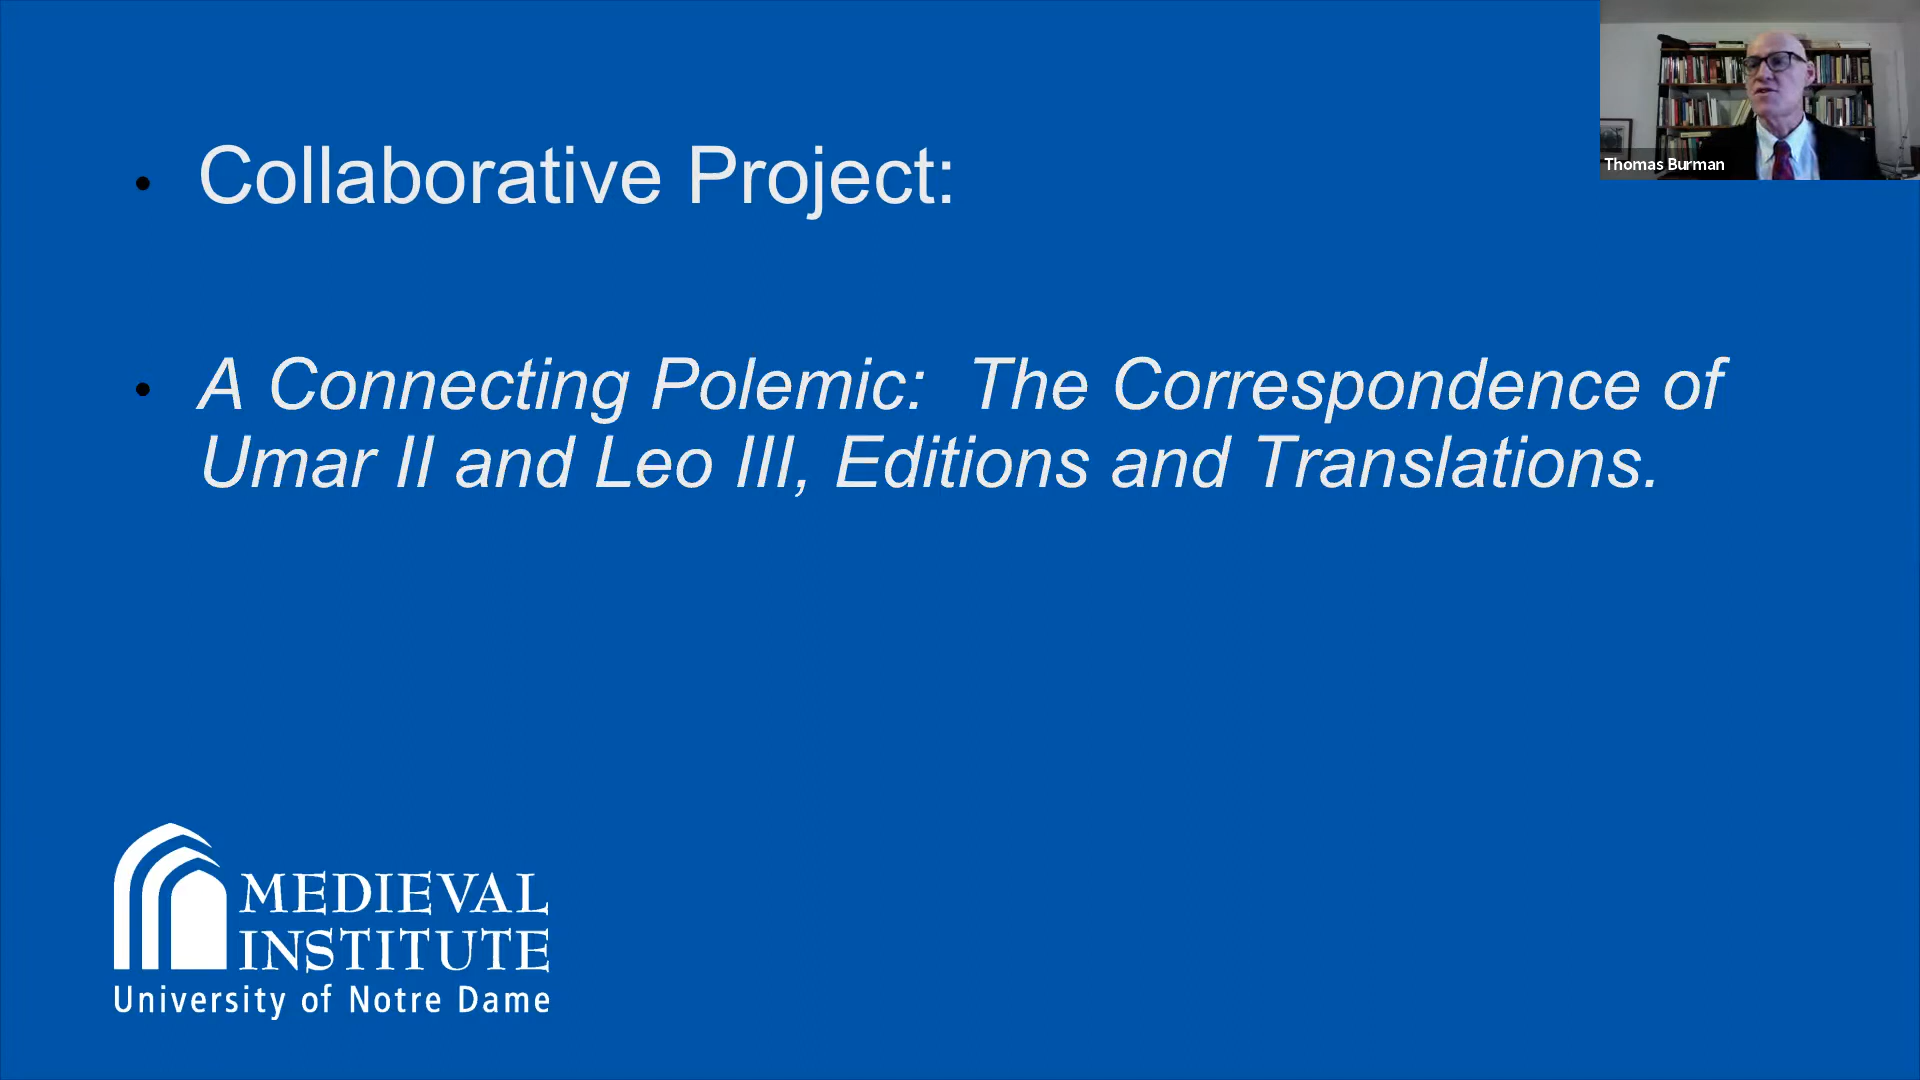 Thomas Burman
• Collaborative Project:
• A Connecting Polemic: The Correspondence of
Umar II and Leo III, Editions and Translations.
MEDIEVAL
INSTITUTE
University of Notre Dame